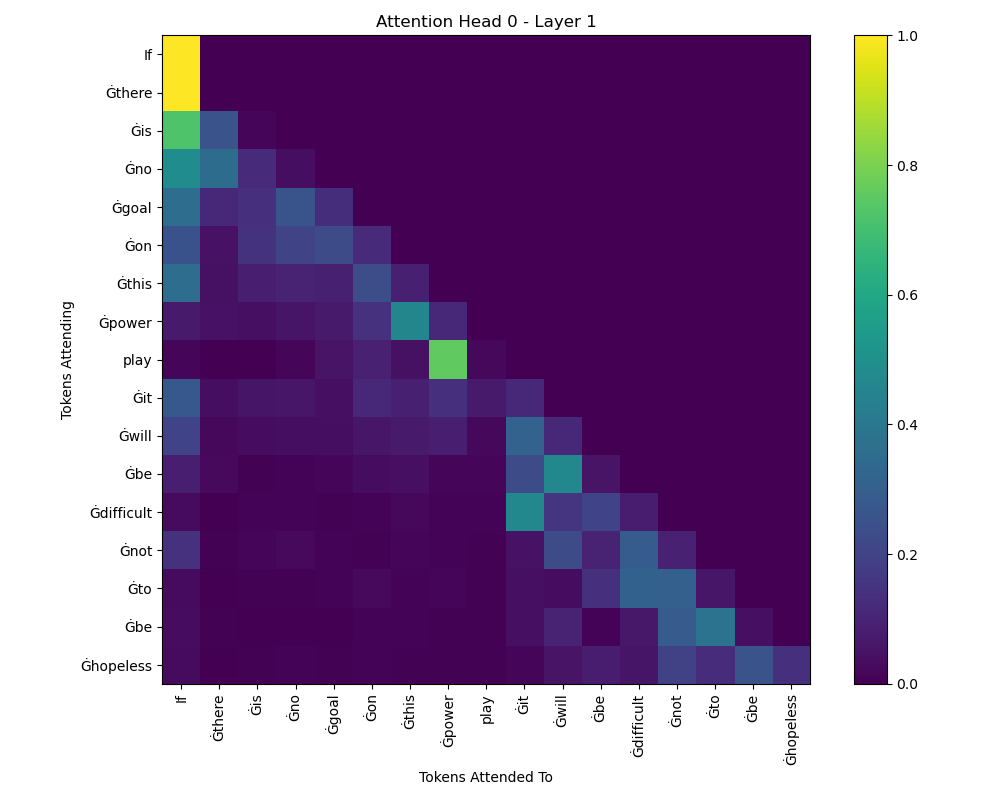 Attention Head 0 - Layer 1
Tokens Attending
If
Ġthere
Ġis
Ġno
Ġgoal
Ġon
Ġthis
Ġpower
play
Ġit
Ġwill
Ġbe
Ġdifficult
Ġnot
Ġto
Ġbe
Ġhopeless
If
Ġthere
Ġis
Ġno
Ġgoal
Ġon
Ġthis
Ġpower
play
Ġit
Ġwill
Ġbe
Ġdifficult
Ġnot
Ġto
Ġbe
Ġhopeless
Tokens Attended To
1.0
0.8
0.6
0.4
0.2
0.0